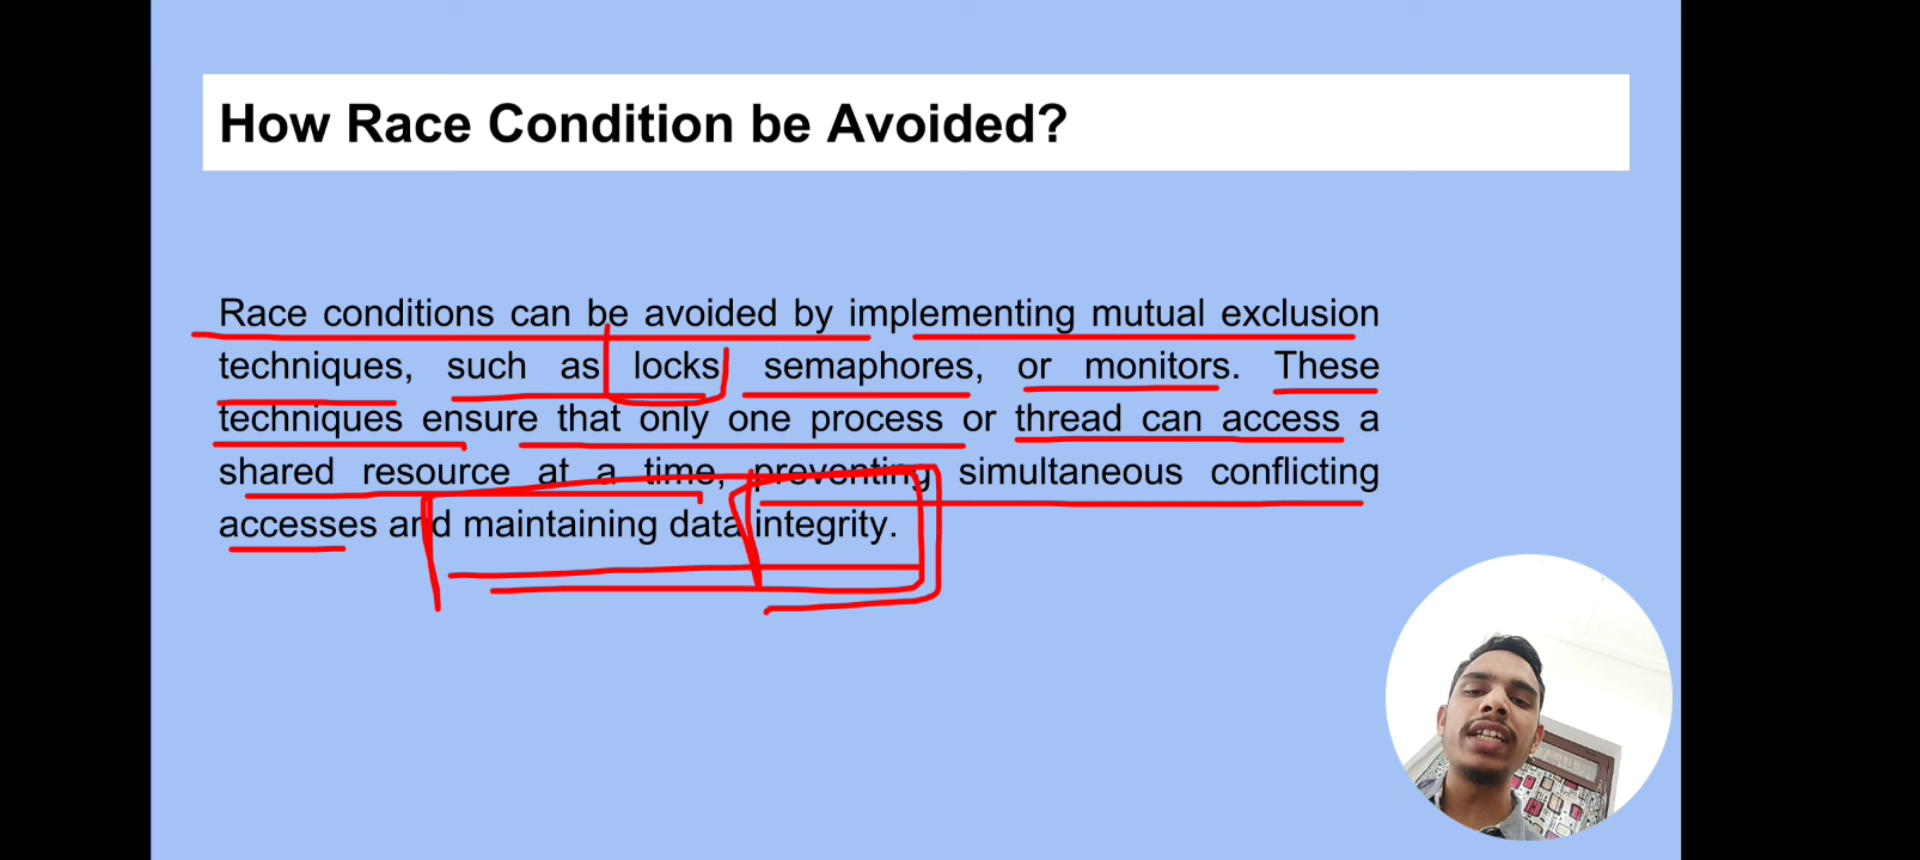 How Race Condition be Avoided?
Race conditions can be avoided by implementing mutual exclusion
techniques, such as locks semaphores, or monitors. These
techniques ensure that only one process or thread can access a
shared resource at a time, preventing simultaneous conflicting
accesses and maintaining data integrity.